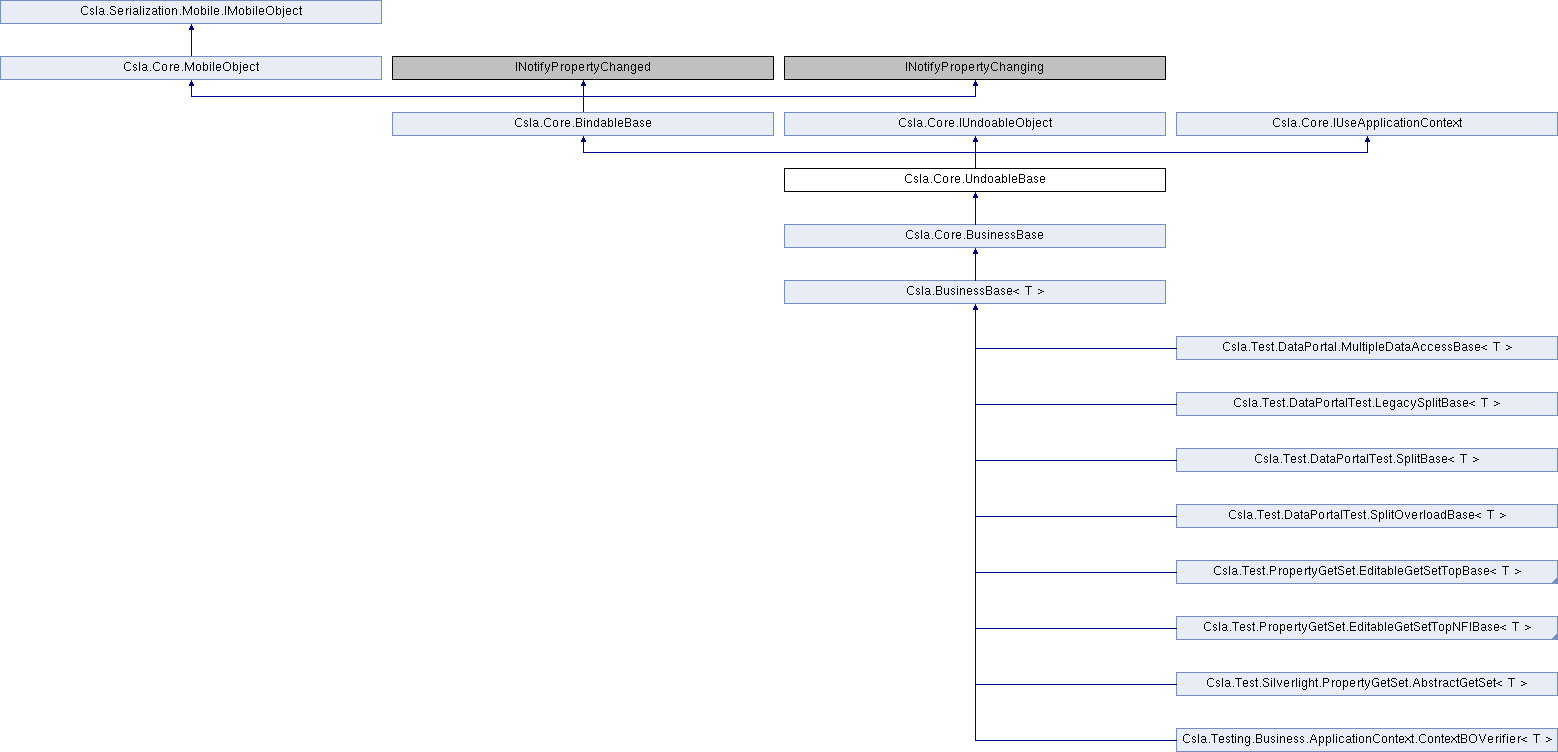 Csla.Serialization.Mobile.IMobileObject
Csla.Core.MobileObject
INotifyPropertyChanged
INotifyPropertyChanging
Csla.Core.BindableBase
Csla.Core.IUndoableObject
Csla.Core.IUseApplicationContext
Csla.Core.UndoableBase
Csla.Core.BusinessBase
Csla.BusinessBase< T >
Csla.Test.DataPortal.MultipleDataAccessBase< T >
Csla.Test.DataPortalTest.LegacySplitBase< T >
Csla.Test.DataPortalTest.SplitBase< T >
Csla.Test.DataPortalTest.SplitOverloadBase< T >
Csla.Test.PropertyGetSet.EditableGetSetTopBase< T >
Csla.Test.PropertyGetSet.EditableGetSetTopNFIBase< T >
Csla.Test.Silverlight.PropertyGetSet.AbstractGetSet< T >
Csla.Testing.Business.ApplicationContext.ContextBOVerifier< T >